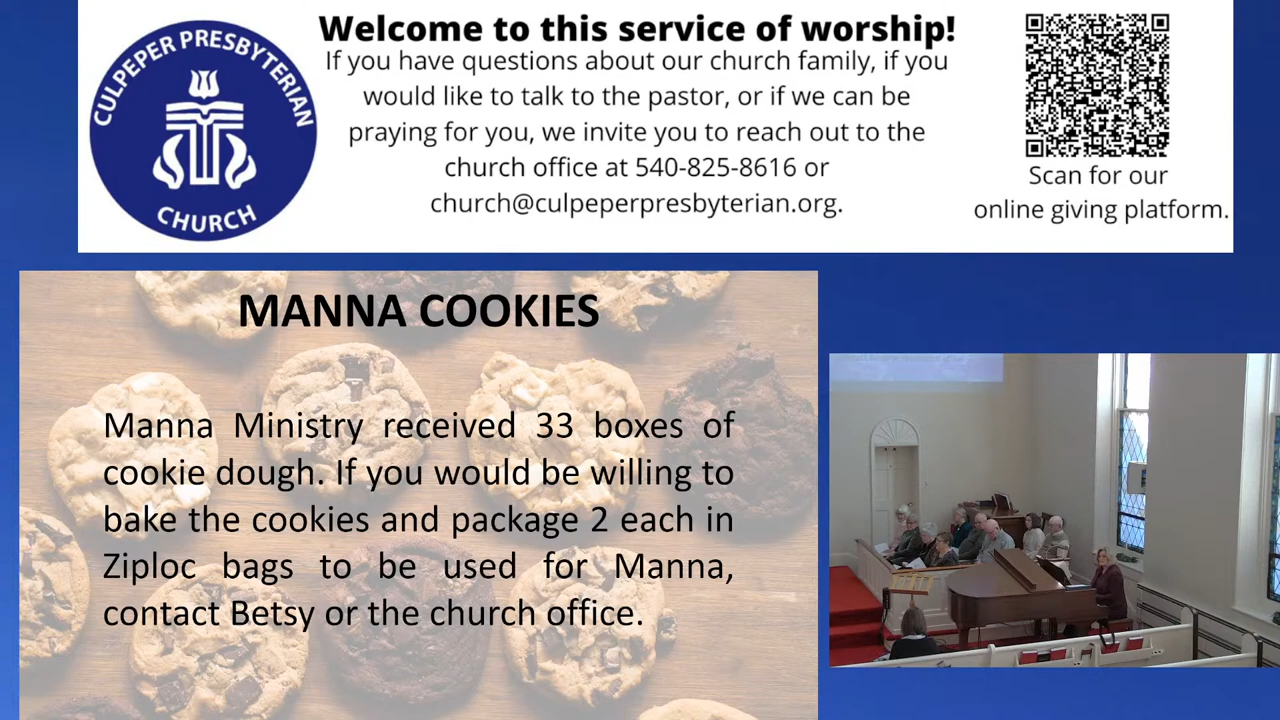 CULPEPER PRESBYTERIAN
CHURCH
Welcome to this service of worship!
If you have questions about our church family, if you
would like to talk to the pastor, or if we can be
praying for you, we invite you to reach out to the
church office at 540-825-8616 or
church@culpeperpresbyterian.org.
Scan for our
online giving platform.
MANNA COOKIES
Manna Ministry received 33 boxes of
cookie dough. If you would be willing to
bake the cookies and package 2 each in
Ziploc bags to be used for Manna,
contact Betsy or the church office.